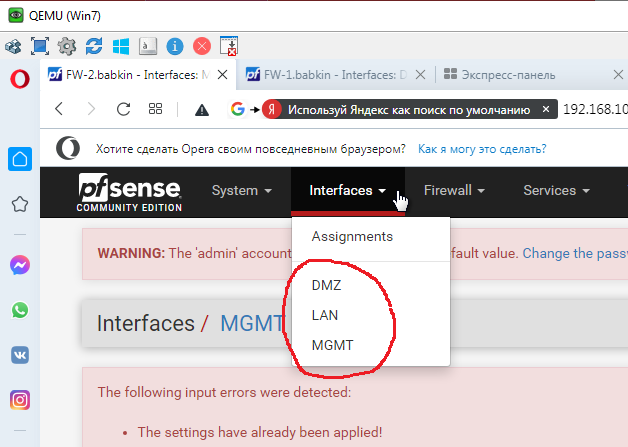 QEMU (Win7)
FW-2.babkin - Interfaces: M
FW-1.babkin - Interfaces: D
Экспресс-панель
Используй Яндекс как поиск по умолчанию
192.168.10
Хотите сделать Opera своим повседневным браузером?
Как я могу это сделать?
pfsense
COMMUNITY EDITION
System
Interfaces
Firewall
Services
Assignments
WARNING: The 'admin' account
fault value. Change the passw
DMZ
LAN
MGMT
Interfaces / MGMT
The following input errors were detected:
The settings have already been applied!